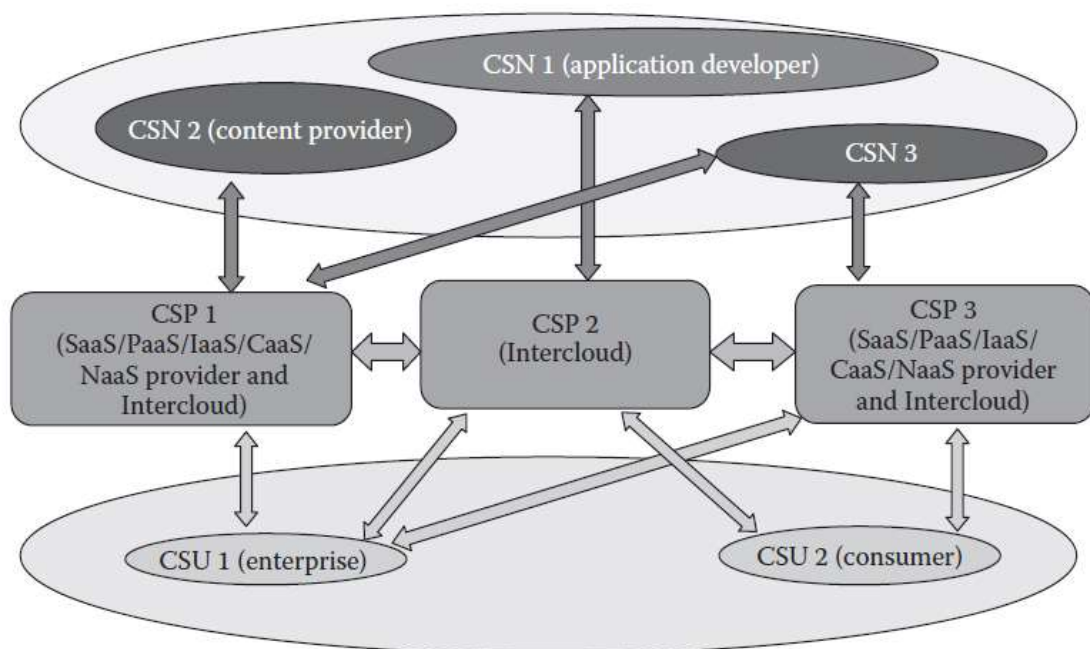 CSN 1 (application developer)
CSN 2 (content provider)
CSN 3
CSP 1
(SaaS/PaaS/IaaS/CaaS/
NaaS provider and
Intercloud)
CSP 2
(Intercloud)
CSP 3
(SaaS/PaaS/IaaS/
CaaS/NaaS provider
and Intercloud)
CSU 1 (enterprise)
CSU 2 (consumer)